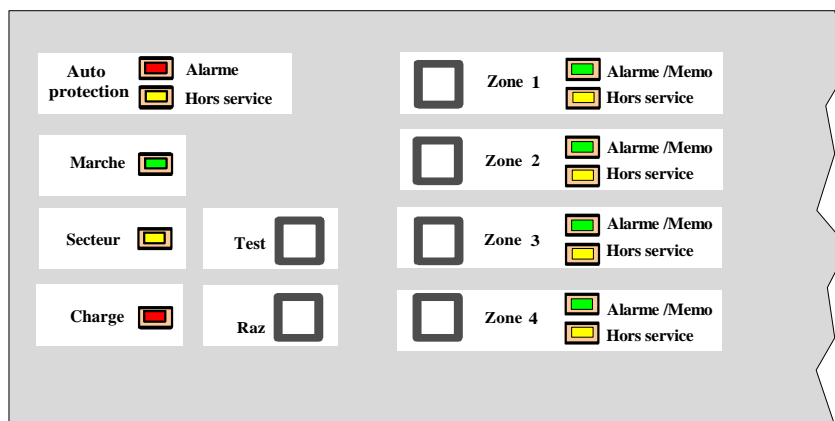 Auto
protection
Alarme
Hors service
Marche
Secteur
Test
Charge
Raz
Zone 1
Alarme /Memo
Hors service
Zone 2
Alarme /Memo
Hors service
Zone 3
Alarme /Memo
Hors service
Zone 4
Alarme /Memo
Hors service